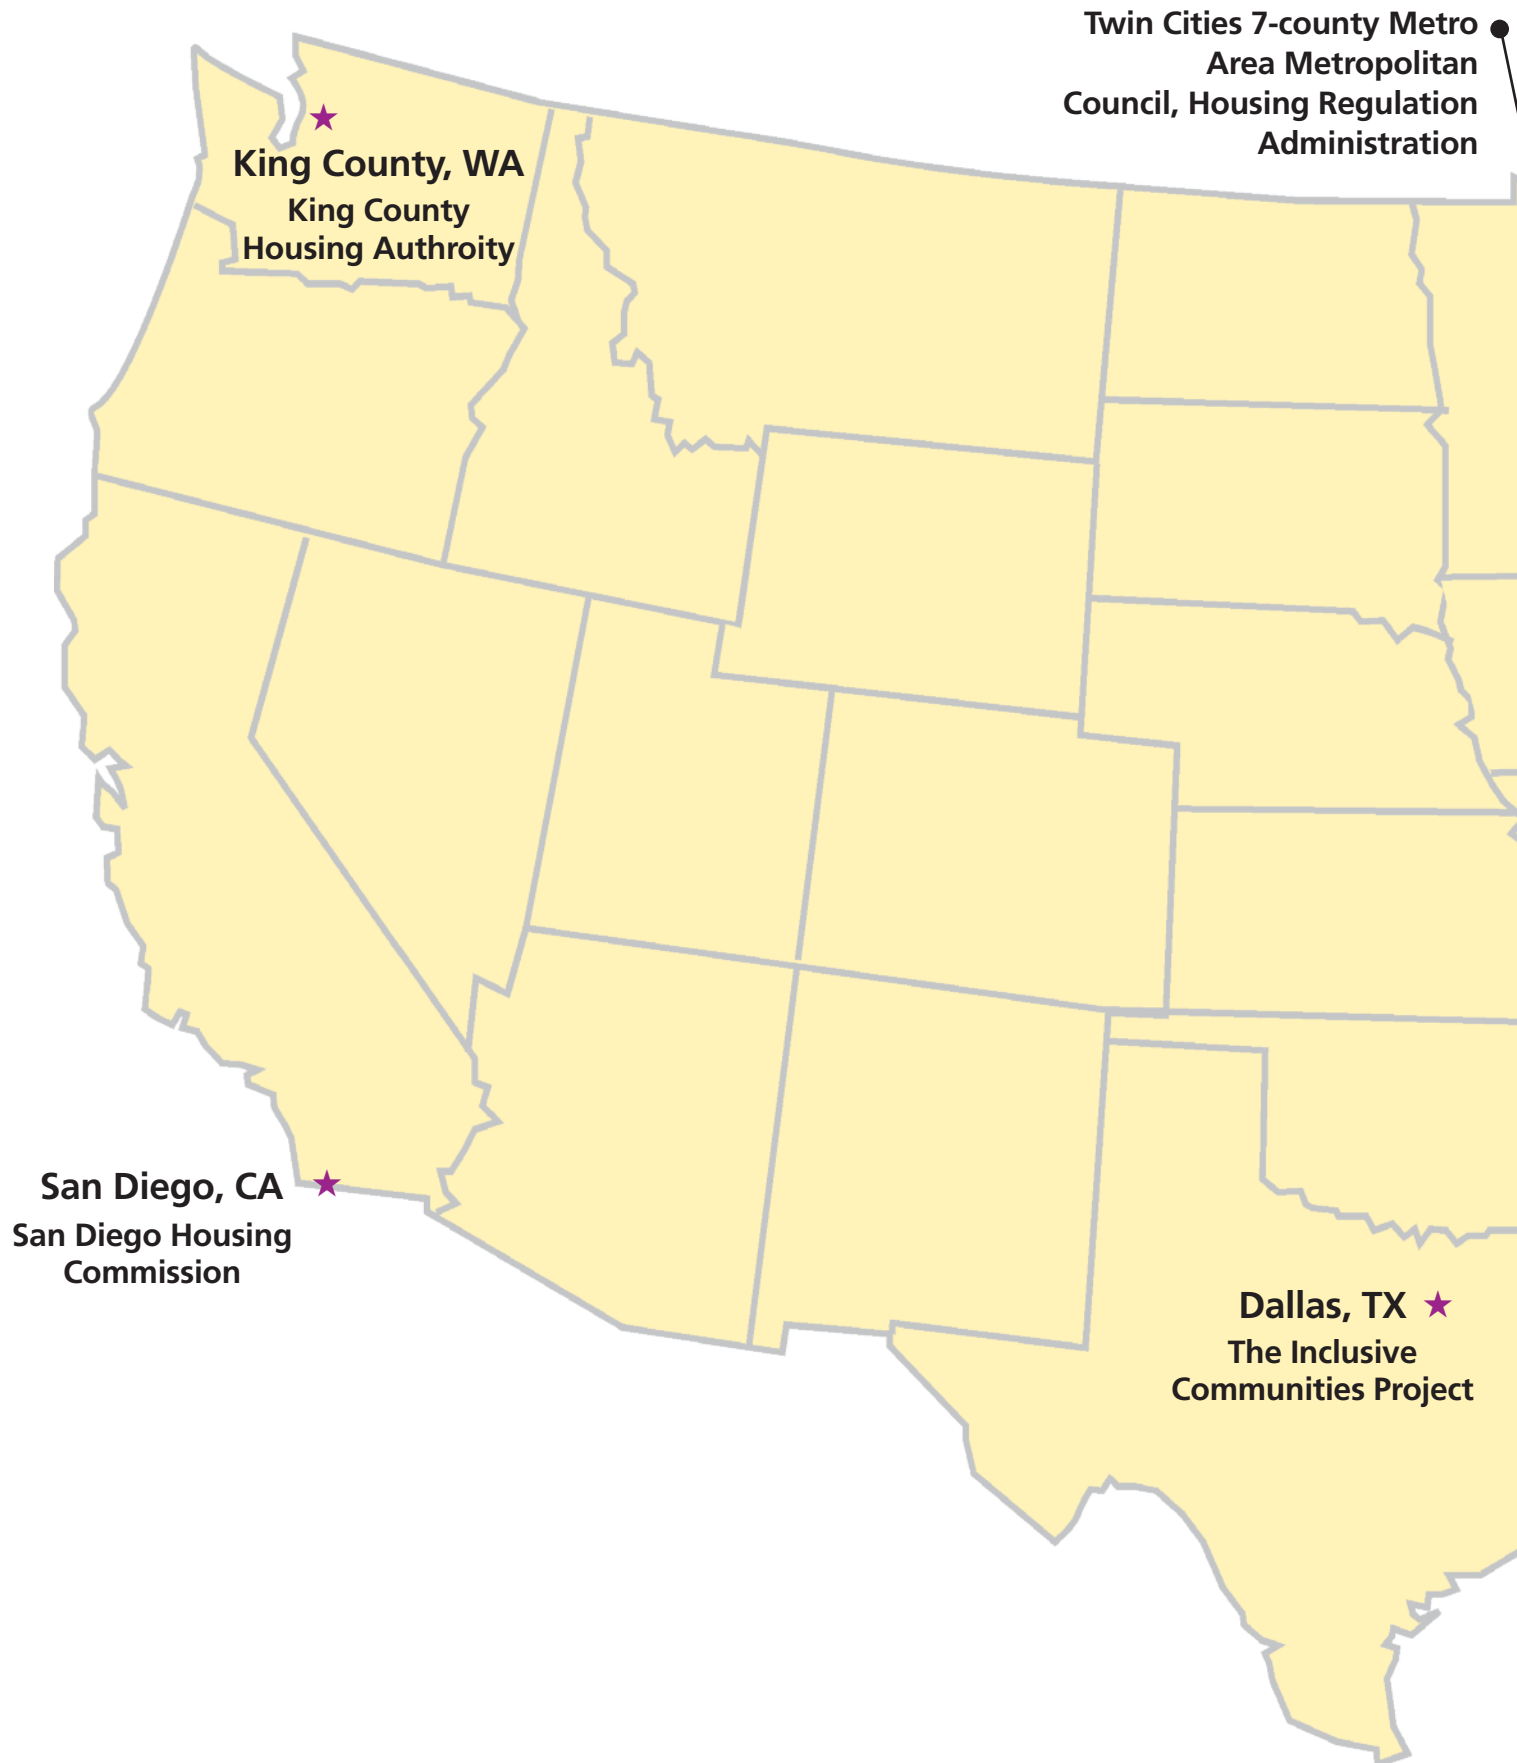 Twin Cities 7-county Metro
Area Metropolitan
Council, Housing Regulation
Administration
King County, WA
King County
Housing Authroity
San Diego, CA
San Diego Housing
Commission
Dallas, TX
The Inclusive
Communities Project